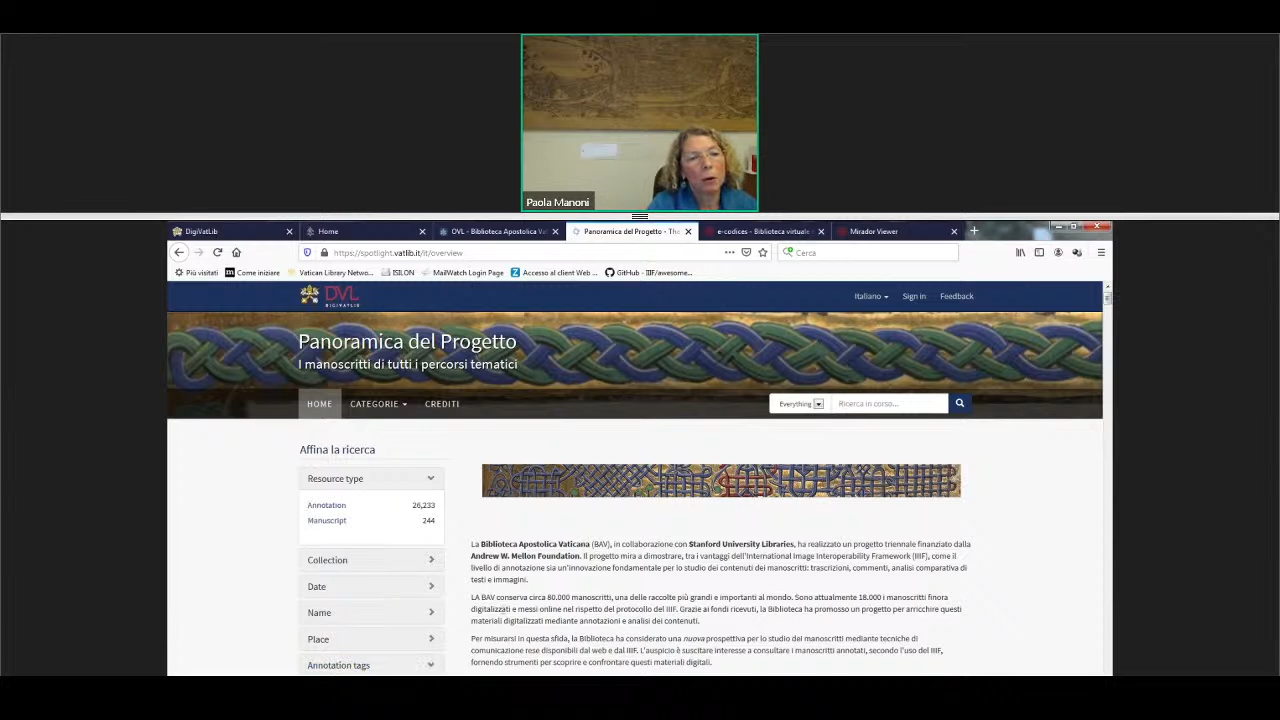 Paola Manoni
DigiVatLib
Home
OVL - Biblioteca Apostolica Vat
Panoramica del Progetto - The
e-codices - Biblioteca virtuale
Mirador Viewer
https://spotlight.vatlib.it/it/overview
Cerca
Più visitati
Come iniziare
Vatican Library Netwo...
ISILON
MailWatch Login Page
Accesso al client Web ...
GitHub - IIIF/awesome...
DVL
DIGIVATLIB
Italiano
Sign in
Feedback
Panoramica del Progetto
I manoscritti di tutti i percorsi tematici
HOME
CATEGORIE
CREDITI
Everything
Ricerca in corso...
Affina la ricerca
Resource type
Annotation 26,233
Manuscript 244
Collection
Date
Name
Place
Annotation tags
La Biblioteca Apostolica Vaticana (BAV), in collaborazione con Stanford University Libraries, ha realizzato un progetto triennale finanziato dalla
Andrew W. Mellon Foundation. Il progetto mira a dimostrare, tra i vantaggi dell'International Image Interoperability Framework (IIIF), come il
livello di annotazione sia un'innovazione fondamentale per lo studio dei contenuti dei manoscritti: trascrizioni, commenti, analisi comparativa di
testi e immagini.
LA BAV conserva circa 80.000 manoscritti, una delle raccolte più grandi e importanti al mondo. Sono attualmente 18.000 i manoscritti finora
digitalizzati e messi online nel rispetto del protocollo del IIIF. Grazie ai fondi ricevuti, la Biblioteca ha promosso un progetto per arricchire questi
materiali digitalizzati mediante annotazioni e analisi dei contenuti.
Per misurarsi in questa sfida, la Biblioteca ha considerato una nuova prospettiva per lo studio dei manoscritti mediante tecniche di
comunicazione rese disponibili dal web e dal IIIF. L'auspicio è suscitare interesse a consultare i manoscritti annotati, secondo l'uso del IIIF,
fornendo strumenti per scoprire e confrontare questi materiali digitali.